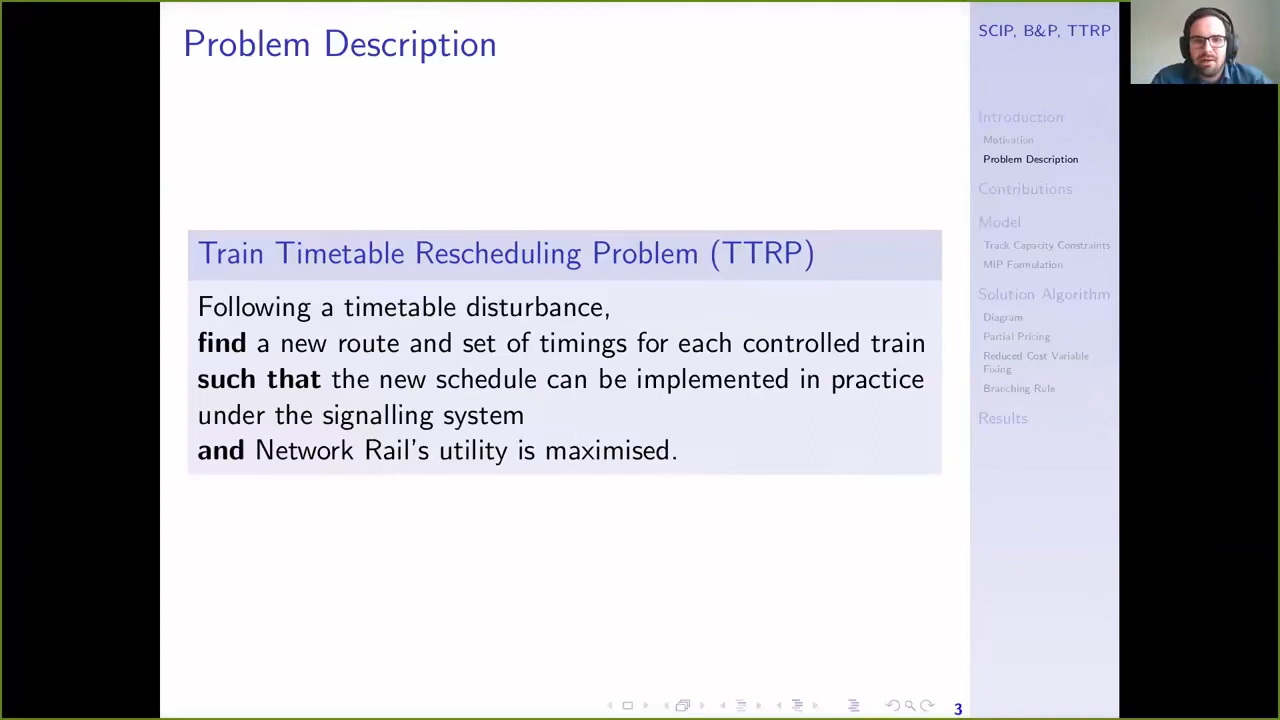 Problem Description
Train Timetable Rescheduling Problem (TTRP)
Following a timetable disturbance,
find a new route and set of timings for each controlled train
such that the new schedule can be implemented in practice
under the signalling system
and Network Rail's utility is maximised.
SCIP, B&P, TTRP
Introduction
Motivation
Problem Description
Contributions
Model
Track Capacity Constraints
MIP Formulation
Solution Algorithm
Diagram
Partial Pricing
Reduced Cost Variable
Fixing
Branching Rule
Results
3